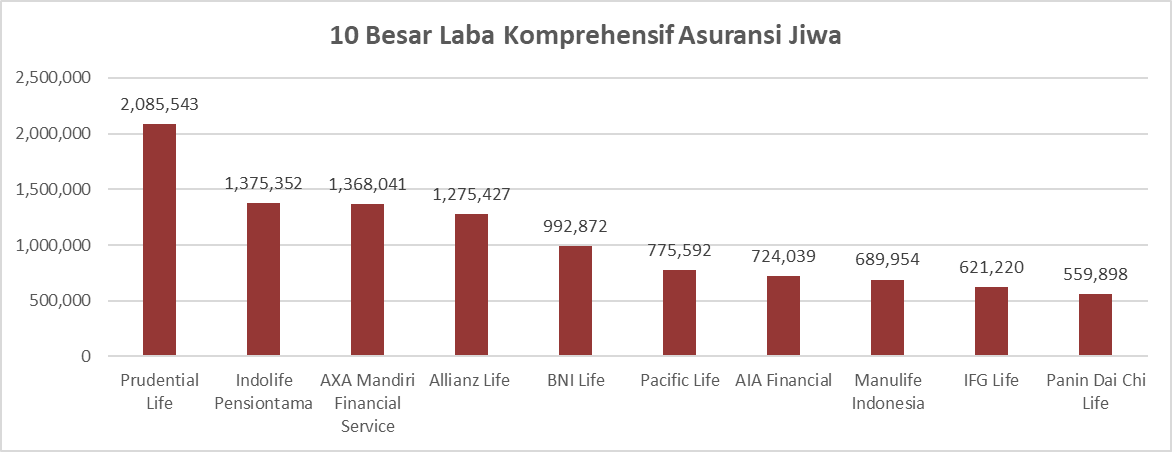 10 Besar Laba Komprehensif Asuransi Jiwa
2,500,000
2,000,000
1,500,000
1,000,000
500,000
0
2,085,543
1,375,352
1,368,041
1,275,427
992,872
775,592
724,039
689,954
621,220
559,898
Prudential
Life
Indolife
Pensiontama
AXA Mandiri
Financial
Service
Allianz Life
BNI Life
Pacific Life
AIA Financial
Manulife
Indonesia
IFG Life
Panin Dai Chi
Life